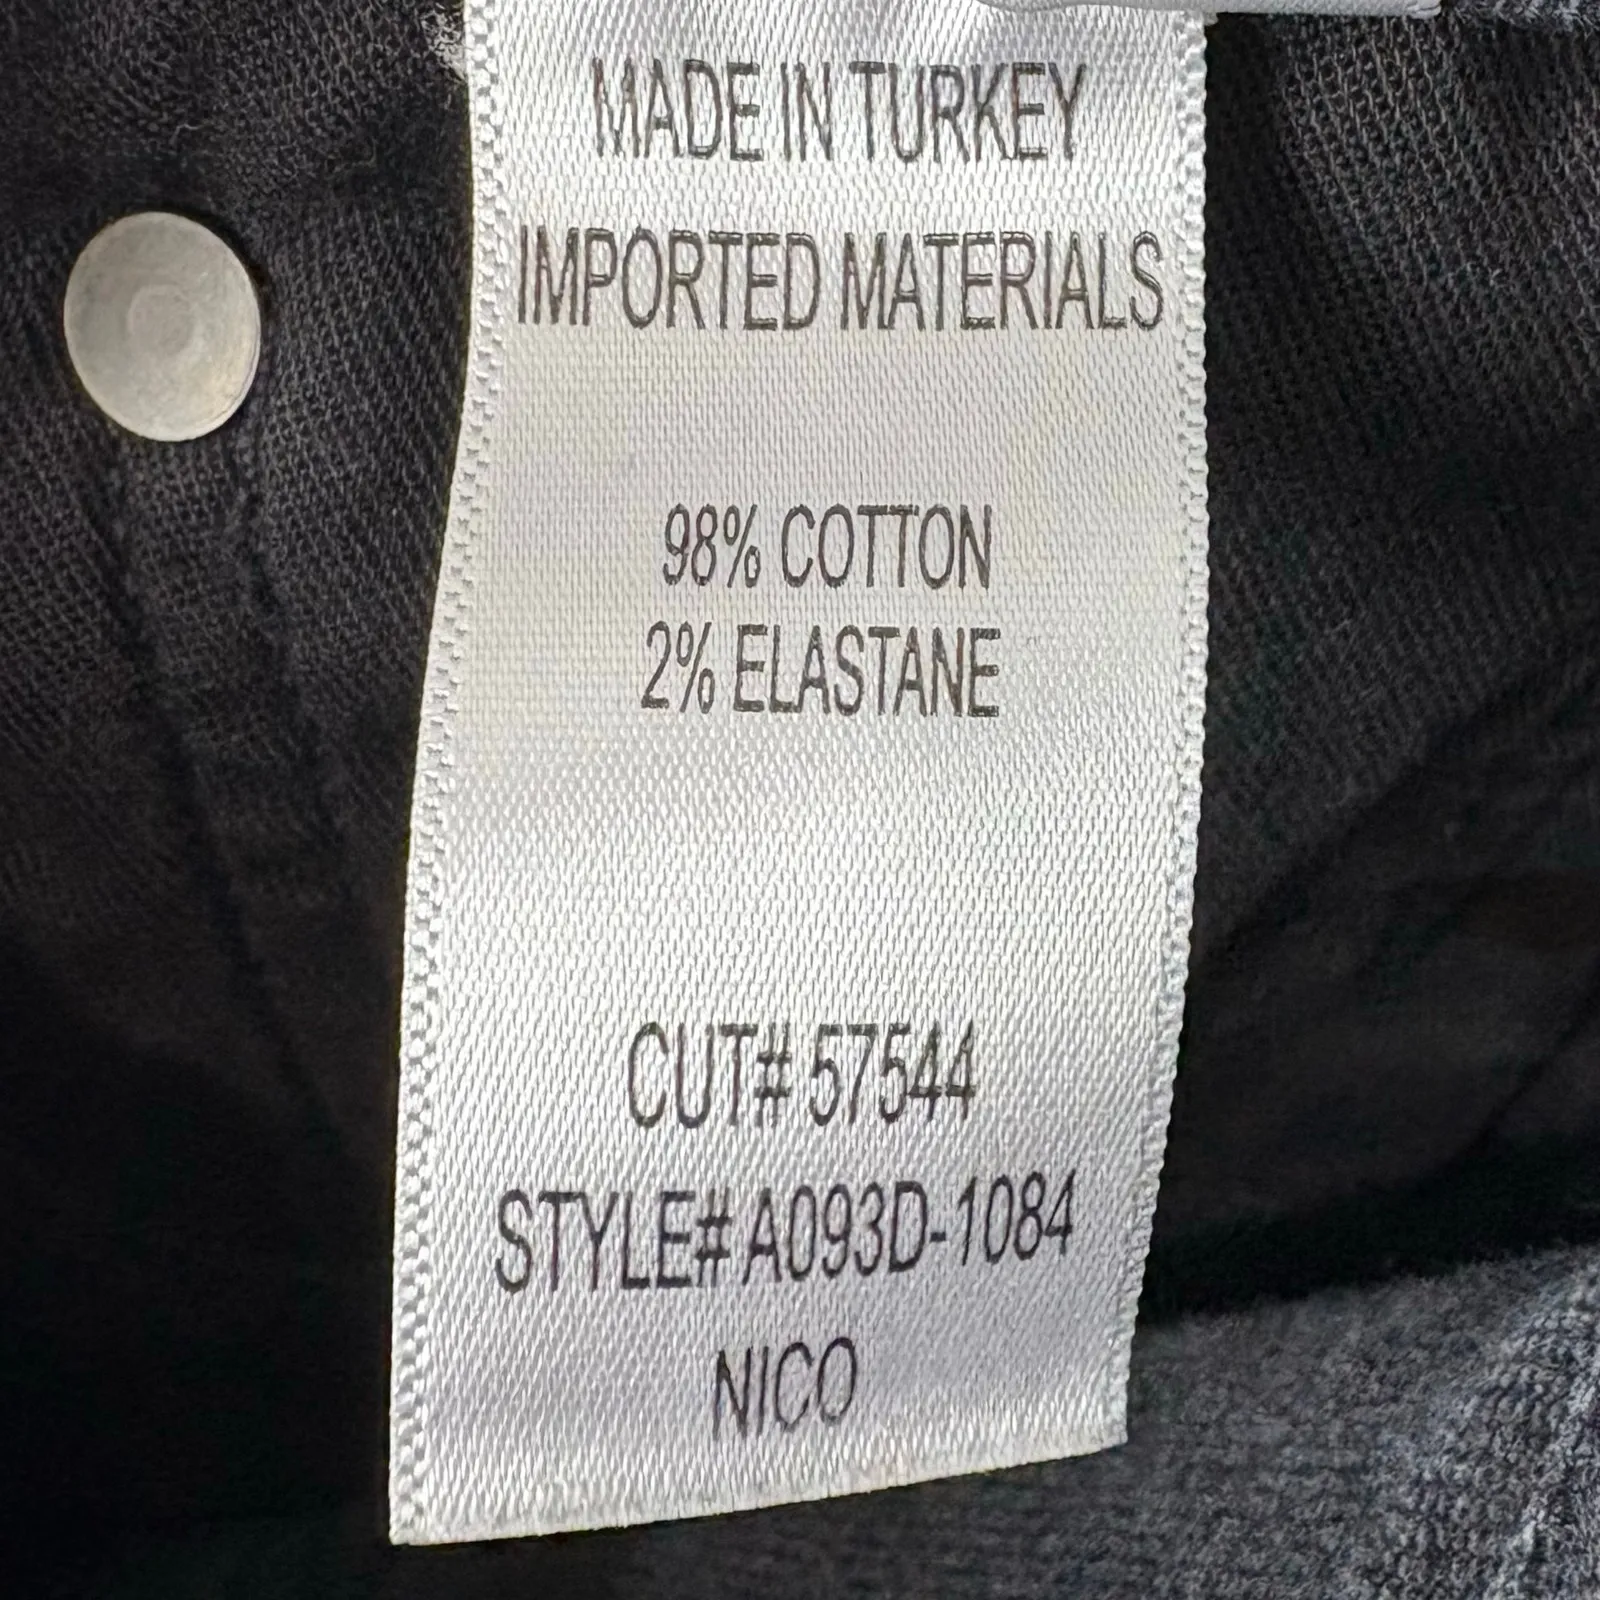 MADE IN TURKEY
IMPORTED MATERIALS
98% COTTON
2% ELASTANE
CUT# 57544
STYLE# A093D-1084
NICO